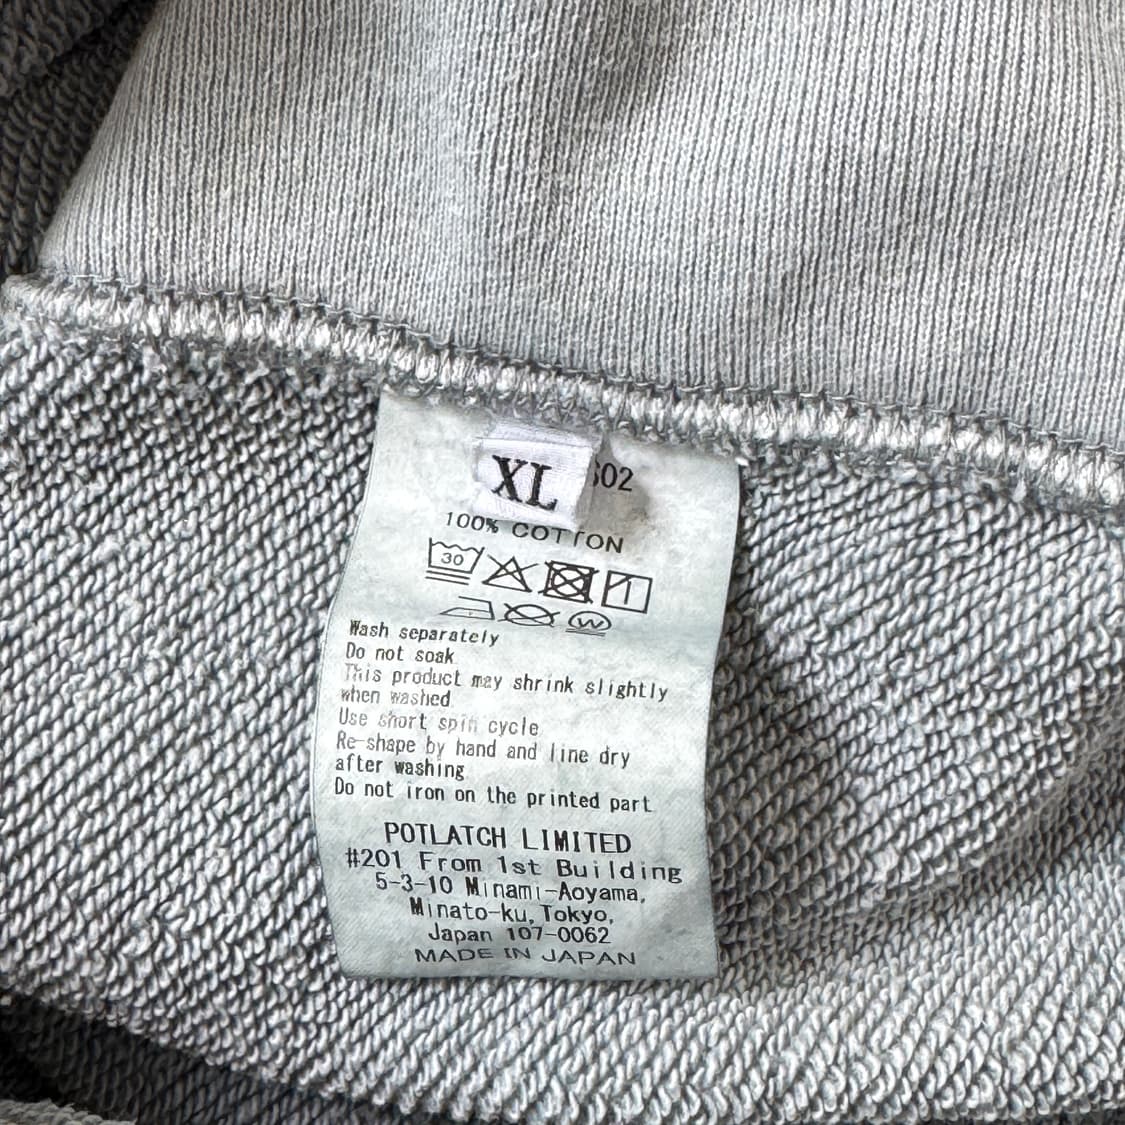 XL
602
100% COTTON
30
W
Wash separately
Do not soak
This product may shrink slightly
when washed
Use short spin cycle
Re-shape by hand and line dry
after washing
Do not iron on the printed part
POTLATCH LIMITED
#201 From 1st Building
5-3-10 Minami-Aoyama,
Minato-ku, Tokyo,
Japan 107-0062
MADE IN JAPAN